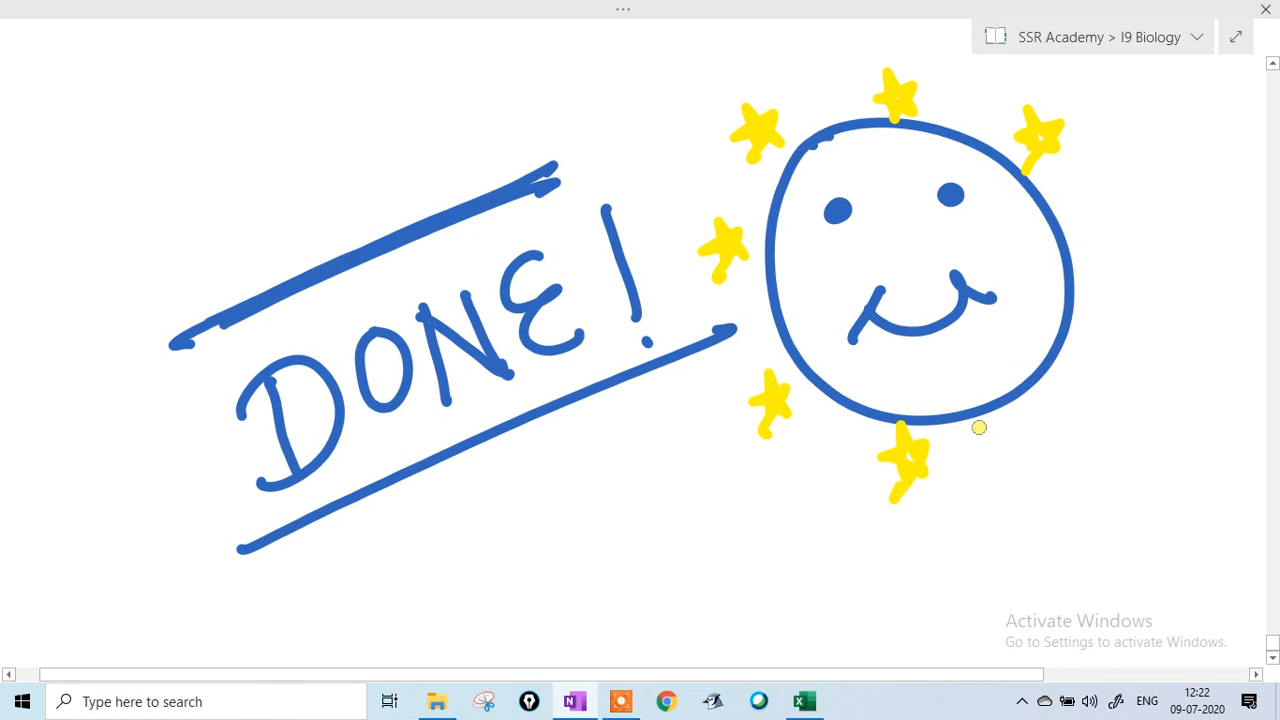 SSR Academy > I9 Biology
DONE!
Activate Windows
Go to Settings to activate Windows.
Type here to search
ENG
12:22
09-07-2020